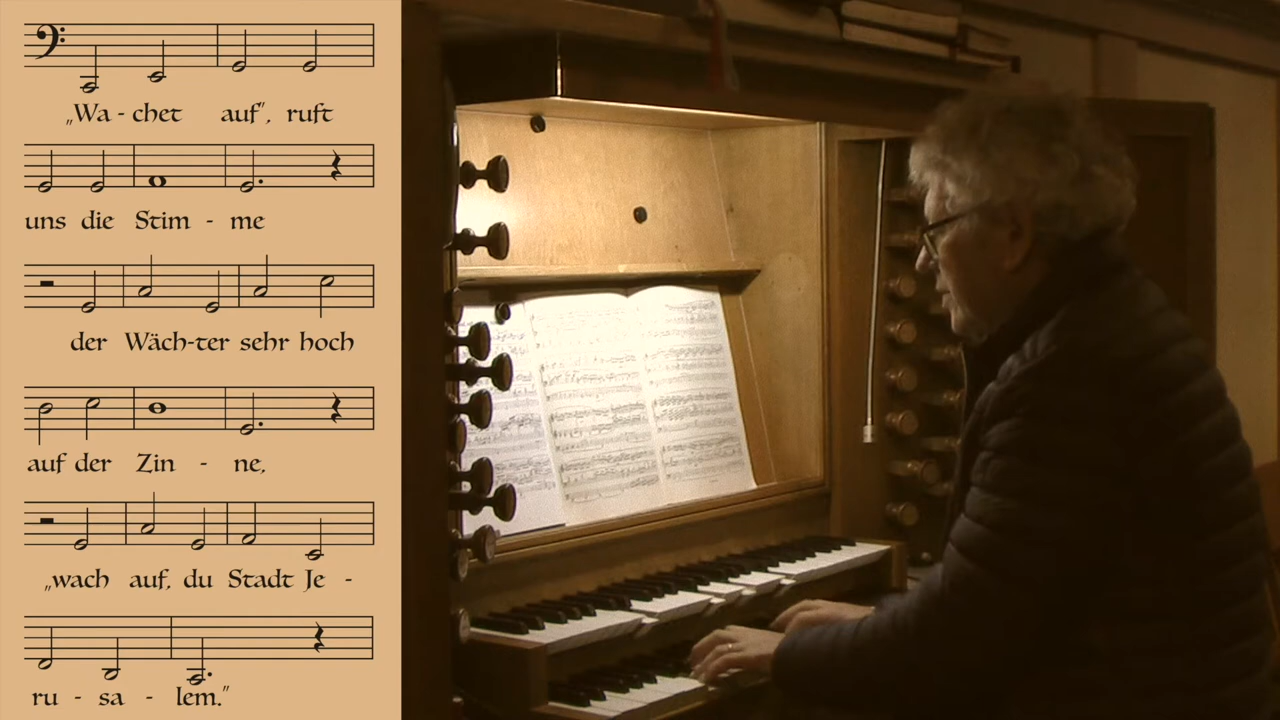 „Wa - chet auf”, ruft
uns die Stim - me
der Wäch-ter sehr hoch
auf der Zin - ne,
„wach auf, du Stadt Je -
ru - sa - lem.”